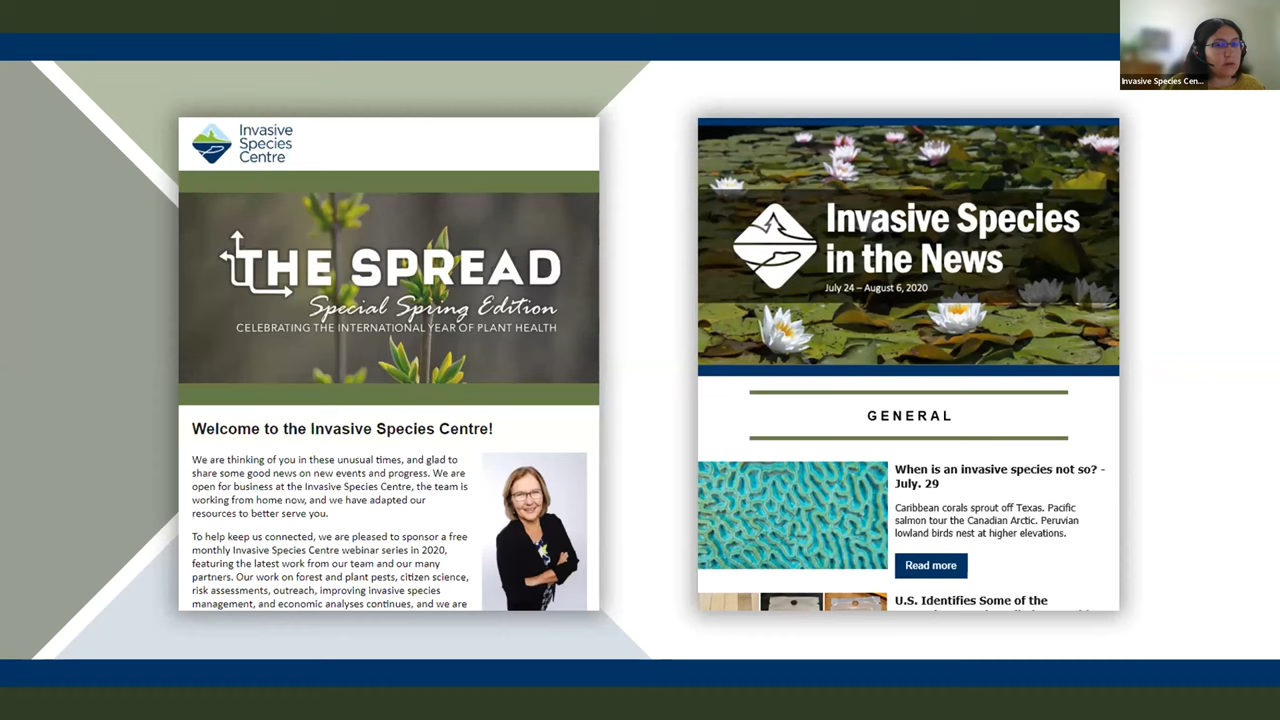 Invasive Species Cen...
Invasive
Species
Centre
THE SPREAD
Special Spring Edition
CELEBRATING THE INTERNATIONAL YEAR OF PLANT HEALTH
Welcome to the Invasive Species Centre!
We are thinking of you in these unusual times, and glad to
share some good news on new events and progress. We are
open for business at the Invasive Species Centre, the team is
working from home now, and we have adapted our
resources to better serve you.
To help keep us connected, we are pleased to sponsor a free
monthly Invasive Species Centre webinar series in 2020,
featuring the latest work from our team and our many
partners. Our work on forest and plant pests, citizen science,
risk assessments, outreach, improving invasive species
management, and economic analyses continues, and we are
Invasive Species
in the News
July 24 – August 6, 2020
GENERAL
When is an invasive species not so? -
July. 29
Caribbean corals sprout off Texas. Pacific
salmon tour the Canadian Arctic. Peruvian
lowland birds nest at higher elevations.
Read more
U.S. Identifies Some of the